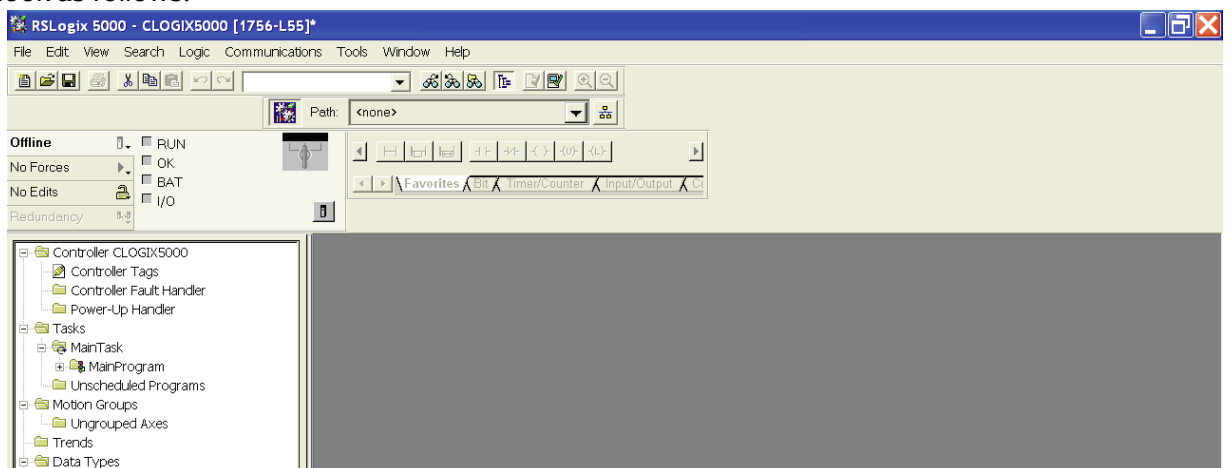 look as follows:
RSLogix 5000 - CLOGIX5000 [1756-L55]*
File Edit View Search Logic Communications Tools Window Help
Path: <none>
Offline
RUN
No Forces
OK
BAT
No Edits
I/O
Redundancy
Favorites Bit Timer/Counter Input/Output
Controller CLOGIX5000
Controller Tags
Controller Fault Handler
Power-Up Handler
Tasks
MainTask
MainProgram
Unscheduled Programs
Motion Groups
Ungrouped Axes
Trends
Data Types